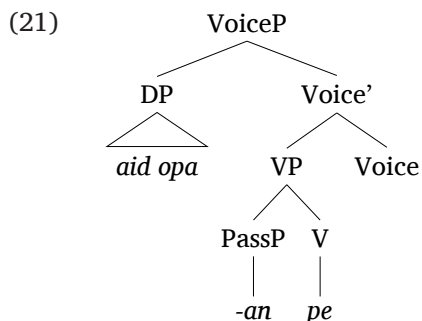 (21) VoiceP
DP Voice’
aid opa VP Voice
PassP V
-an pe